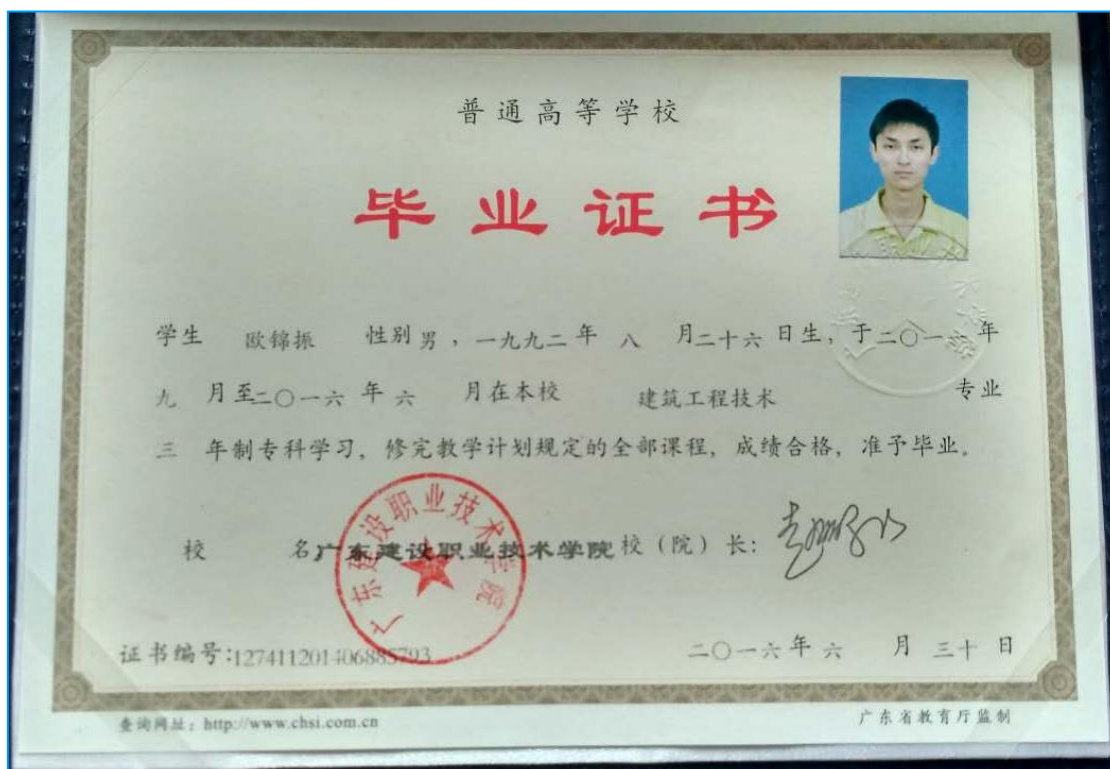 普通高等学校
毕业证书
学生 欧锦振 性别男，一九九二年 八 月二十六日生，于二〇一一年
九 月至二〇一六年 六 月在本校 建筑工程技术 专业
三 年制专科学习，修完教学计划规定的全部课程，成绩合格，准予毕业。
校 名广东建设职业技术学院校（院）长：
广东建设职业技术学院
证书编号:127411201406885793
二〇一六年 六 月 三十 日
查询网址：http://www.chsi.com.cn
广东省教育厅监制